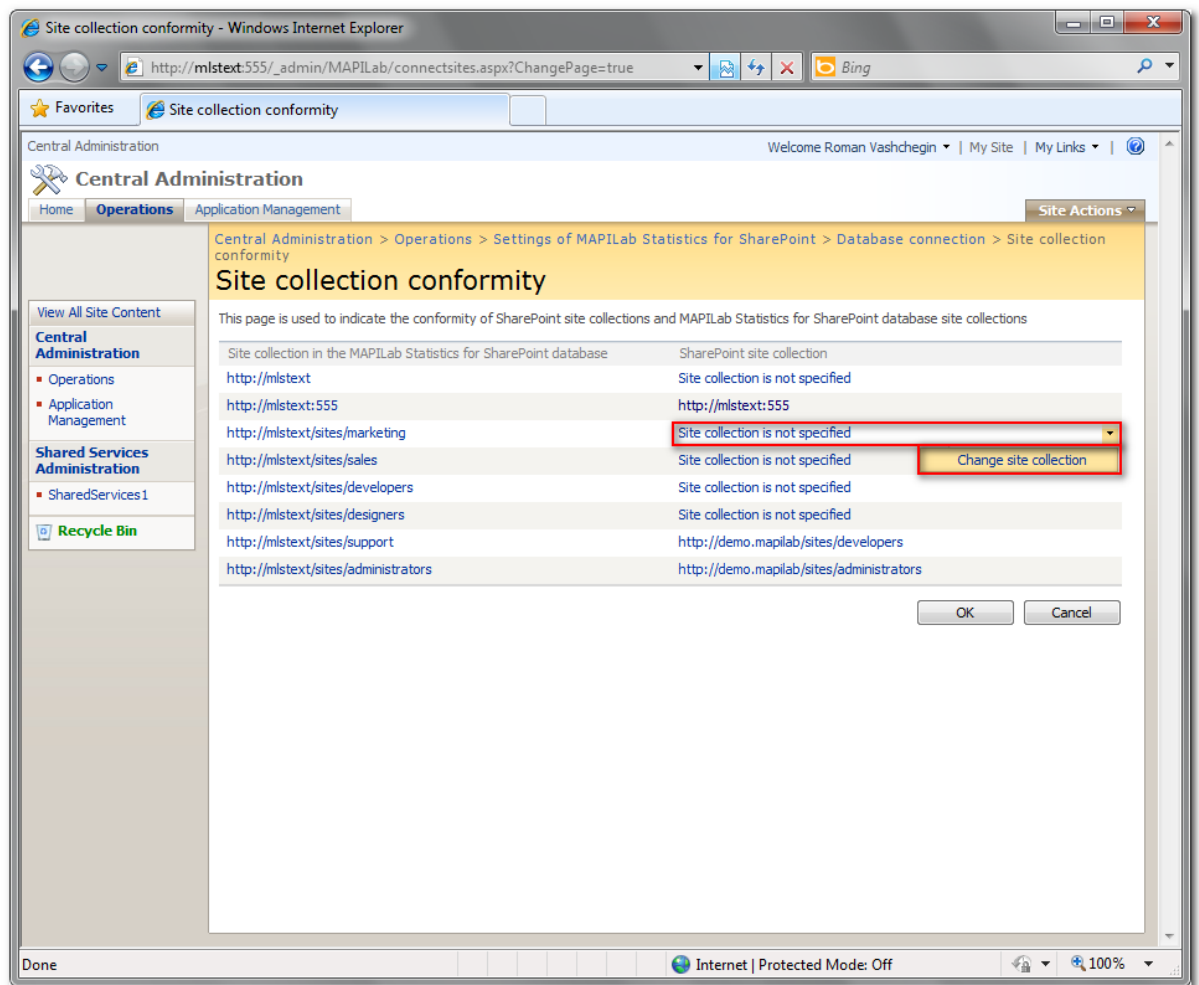 Site collection conformity - Windows Internet Explorer
http://mlstext:555/_admin/MAPILab/connectsites.aspx?ChangePage=true
Bing
Favorites
Site collection conformity
Central Administration
Welcome Roman Vashchegin | My Site | My Links |
Central Administration
Home Operations Application Management
Site Actions
Central Administration > Operations > Settings of MAPILab Statistics for SharePoint > Database connection > Site collection
conformity
Site collection conformity
View All Site Content
Central
Administration
Operations
Application
Management
Shared Services
Administration
SharedServices1
Recycle Bin
This page is used to indicate the conformity of SharePoint site collections and MAPILab Statistics for SharePoint database site collections
Site collection in the MAPILab Statistics for SharePoint database SharePoint site collection
http://mlstext Site collection is not specified
http://mlstext:555 http://mlstext:555
http://mlstext/sites/marketing Site collection is not specified
http://mlstext/sites/sales Site collection is not specified Change site collection
http://mlstext/sites/developers Site collection is not specified
http://mlstext/sites/designers Site collection is not specified
http://mlstext/sites/support http://demo.mapilab/sites/developers
http://mlstext/sites/administrators http://demo.mapilab/sites/administrators
OK Cancel
Done
Internet | Protected Mode: Off
100%